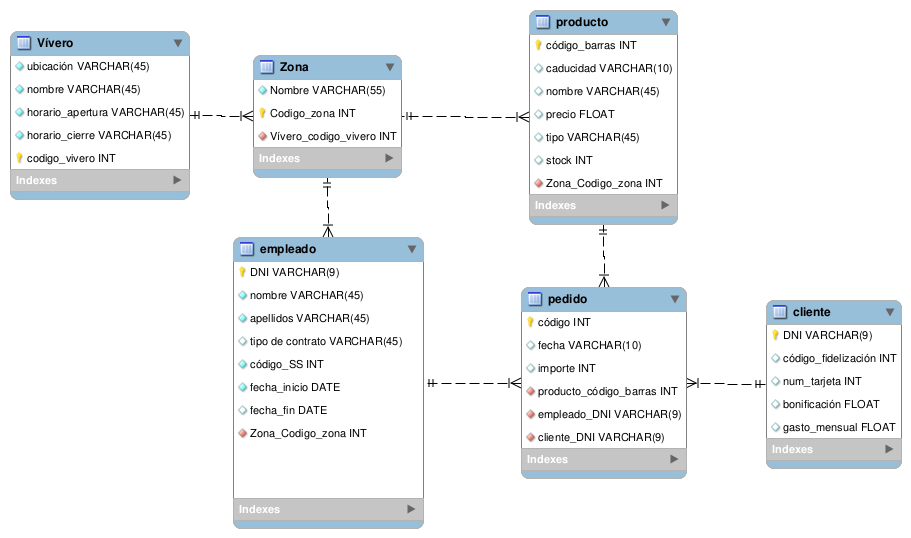 Vívero
ubicación VARCHAR(45)
nombre VARCHAR(45)
horario_apertura VARCHAR(45)
horario_cierre VARCHAR(45)
codigo_vivero INT
Indexes
Zona
Nombre VARCHAR(55)
Codigo_zona INT
Vívero_codigo_vivero INT
Indexes
producto
código_barras INT
caducidad VARCHAR(10)
nombre VARCHAR(45)
precio FLOAT
tipo VARCHAR(45)
stock INT
Zona_Codigo_zona INT
Indexes
empleado
DNI VARCHAR(9)
nombre VARCHAR(45)
apellidos VARCHAR(45)
tipo de contrato VARCHAR(45)
código_SS INT
fecha_inicio DATE
fecha_fin DATE
Zona_Codigo_zona INT
Indexes
pedido
código INT
fecha VARCHAR(10)
importe INT
producto_código_barras INT
empleado_DNI VARCHAR(9)
cliente_DNI VARCHAR(9)
Indexes
cliente
DNI VARCHAR(9)
código_fidelización INT
num_tarjeta INT
bonificación FLOAT
gasto_mensual FLOAT
Indexes